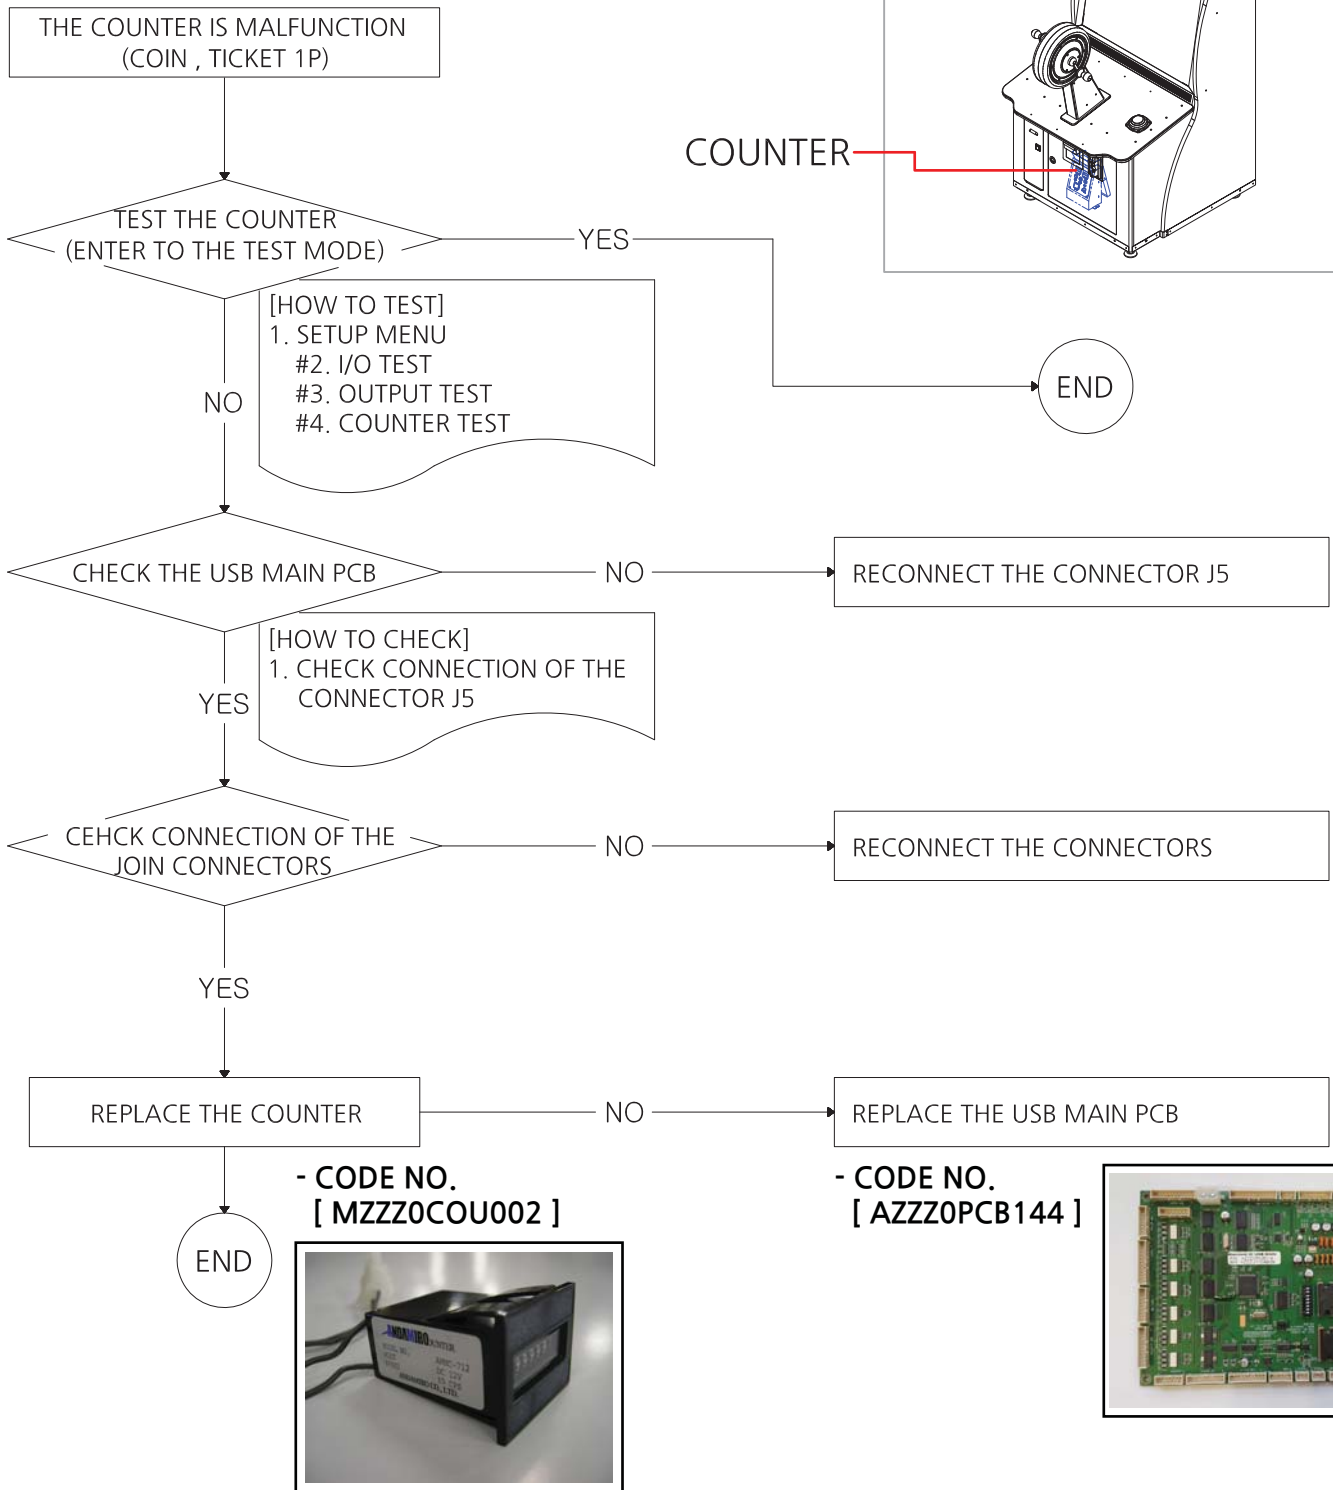 THE COUNTER IS MALFUNCTION
(COIN , TICKET 1P)
COUNTER
TEST THE COUNTER
(ENTER TO THE TEST MODE)
YES
[HOW TO TEST]
1. SETUP MENU
#2. I/O TEST
#3. OUTPUT TEST
#4. COUNTER TEST
END
NO
CHECK THE USB MAIN PCB
NO
RECONNECT THE CONNECTOR J5
[HOW TO CHECK]
1. CHECK CONNECTION OF THE
CONNECTOR J5
YES
CEHCK CONNECTION OF THE
JOIN CONNECTORS
NO
RECONNECT THE CONNECTORS
YES
REPLACE THE COUNTER
NO
REPLACE THE USB MAIN PCB
- CODE NO.
[ MZZZ0COU002 ]
- CODE NO.
[ AZZZ0PCB144 ]
END
ANDAMIRO COUNTER
DC 12V